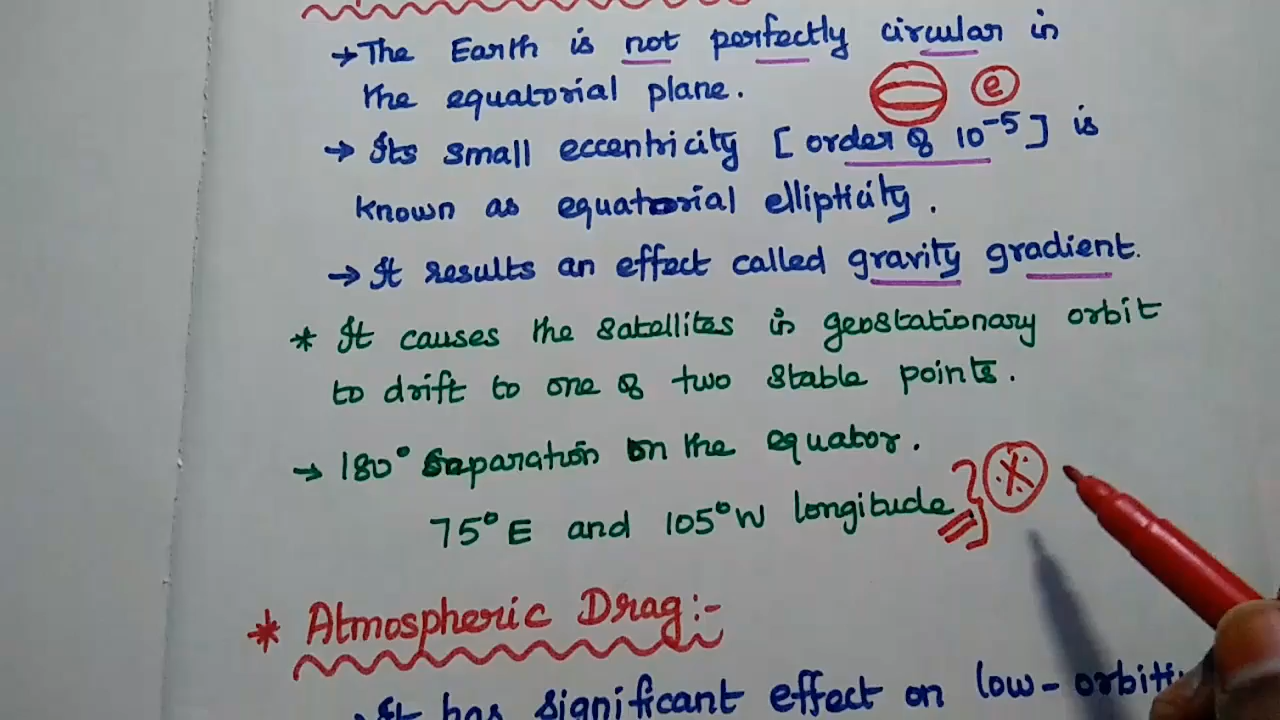 → The Earth is not perfectly circular in
the equatorial plane. e
→ Its small eccentricity [order of 10⁻⁵] is
known as equatorial ellipticity.
→ It results an effect called gravity gradient.
* It causes the satellites in geostationary orbit
to drift to one of two stable points.
→ 180° separation on the equator.
75° E and 105° W longitude.
* Atmospheric Drag:-
→ It has significant effect on low-